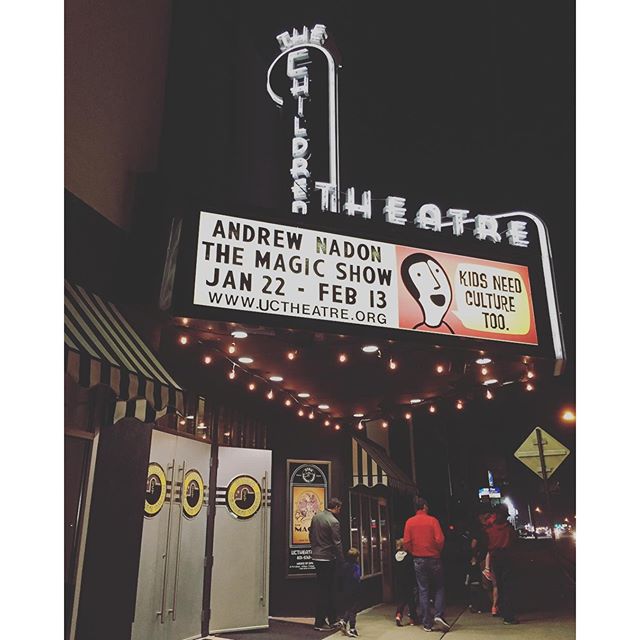 THE
CHILDREN
THEATRE
ANDREW NADON
THE MAGIC SHOW
JAN 22 - FEB 13
WWW.UCTHEATRE.ORG
KIDS NEED
CULTURE
TOO.
UCTHEATRE